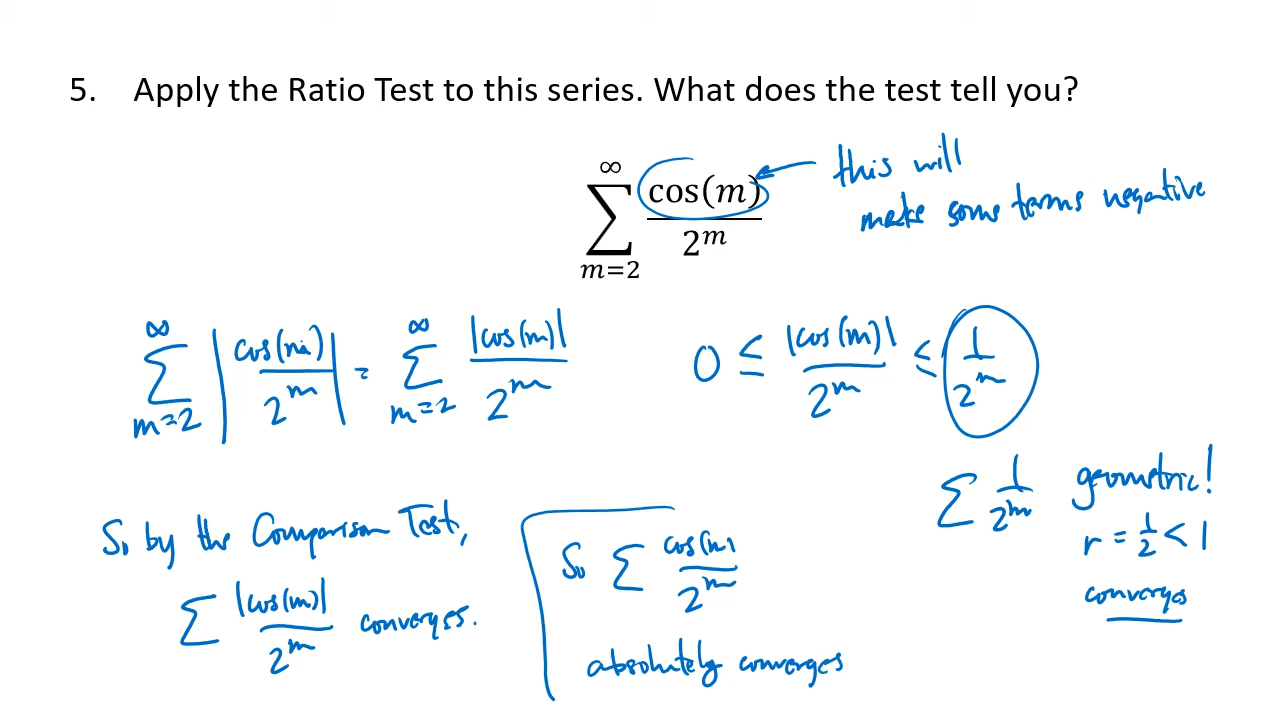 5. Apply the Ratio Test to this series. What does the test tell you?
∞
∑ cos(m)/2^m
m=2
this will
make some terms negative
∞ ∞
∑ |cos(m)/2^m| = ∑ |cos(m)|/2^m
m=2 m=2
0 ≤ |cos(m)|/2^m ≤ 1/2^m
∑ 1/2^m geometric!
r = 1/2 < 1
converges
So by the Comparison Test,
∑ |cos(m)|/2^m converges.
So ∑ cos(m)/2^m
absolutely converges